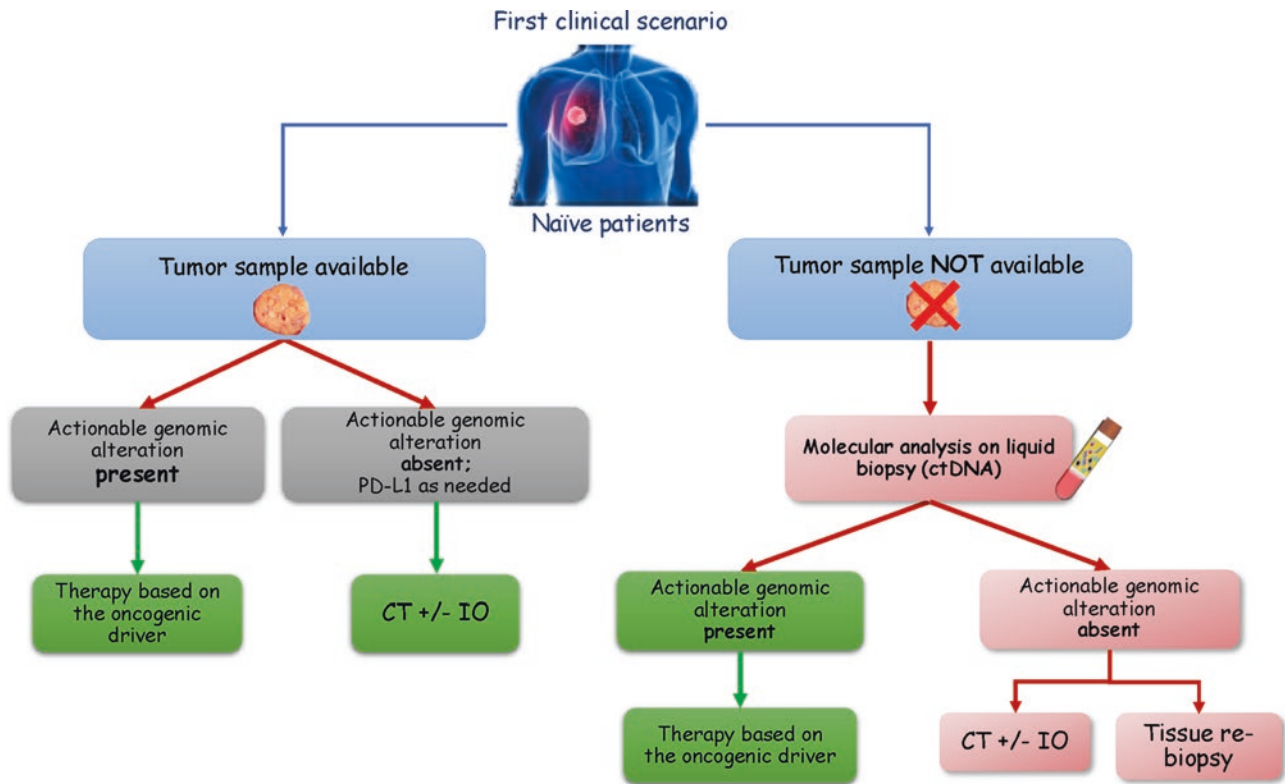 First clinical scenario
Naïve patients
Tumor sample available
Tumor sample NOT available
Actionable genomic
alteration
present
Actionable genomic
alteration
absent;
PD-L1 as needed
Molecular analysis on liquid
biopsy (ctDNA)
Therapy based on
the oncogenic
driver
CT +/- IO
Actionable genomic
alteration
present
Actionable genomic
alteration
absent
Therapy based on
the oncogenic driver
CT +/- IO
Tissue re-
biopsy